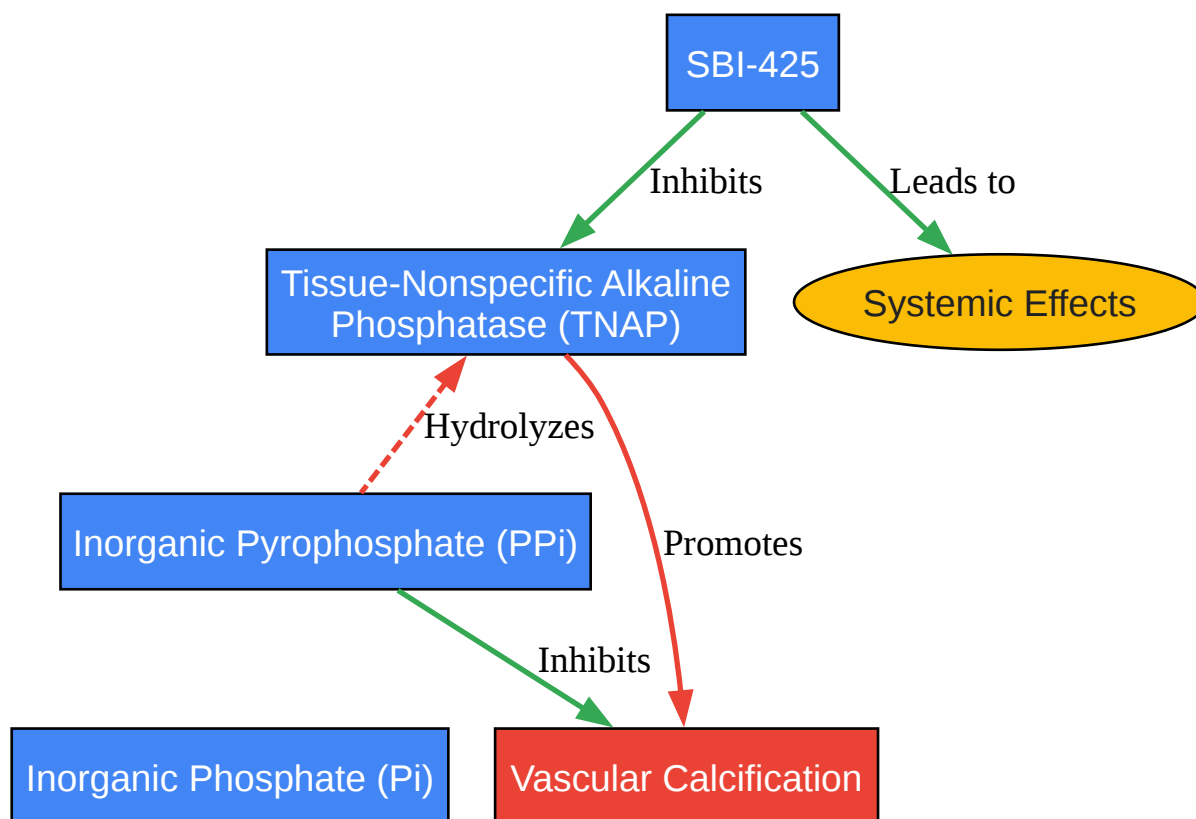 SBI-425
Inhibits
Leads to
Tissue-Nonspecific Alkaline
Phosphatase (TNAP)
Systemic Effects
Hydrolyzes
Inorganic Pyrophosphate (PPi)
Promotes
Inhibits
Inorganic Phosphate (Pi)
Vascular Calcification